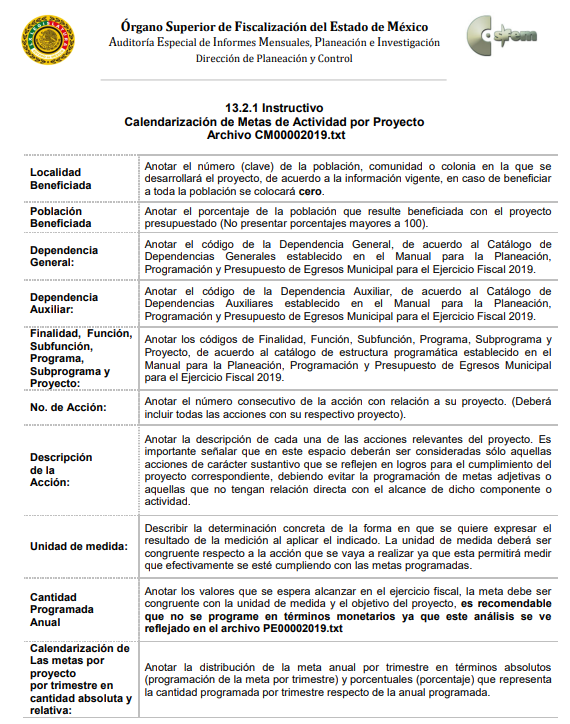 Órgano Superior de Fiscalización del Estado de México
Auditoría Especial de Informes Mensuales, Planeación e Investigación
Dirección de Planeación y Control
osfem
13.2.1 Instructivo
Calendarización de Metas de Actividad por Proyecto
Archivo CM00002019.txt
Localidad
Beneficiada
Anotar el número (clave) de la población, comunidad o colonia en la que se
desarrollará el proyecto, de acuerdo a la información vigente, en caso de beneficiar
a toda la población se colocará cero.
Población
Beneficiada
Anotar el porcentaje de la población que resulte beneficiada con el proyecto
presupuestado (No presentar porcentajes mayores a 100).
Dependencia
General:
Anotar el código de la Dependencia General, de acuerdo al Catálogo de
Dependencias Generales establecido en el Manual para la Planeación,
Programación y Presupuesto de Egresos Municipal para el Ejercicio Fiscal 2019.
Dependencia
Auxiliar:
Anotar el código de la Dependencia Auxiliar, de acuerdo al Catálogo de
Dependencias Auxiliares establecido en el Manual para la Planeación,
Programación y Presupuesto de Egresos Municipal para el Ejercicio Fiscal 2019.
Finalidad, Función,
Subfunción,
Programa,
Subprograma y
Proyecto:
Anotar los códigos de Finalidad, Función, Subfunción, Programa, Subprograma y
Proyecto, de acuerdo al catálogo de estructura programática establecido en el
Manual para la Planeación, Programación y Presupuesto de Egresos Municipal
para el Ejercicio Fiscal 2019.
No. de Acción:
Anotar el número consecutivo de la acción con relación a su proyecto. (Deberá
incluir todas las acciones con su respectivo proyecto).
Descripción
de la
Acción:
Anotar la descripción de cada una de las acciones relevantes del proyecto. Es
importante señalar que en este espacio deberán ser consideradas sólo aquellas
acciones de carácter sustantivo que se reflejen en logros para el cumplimiento del
proyecto correspondiente, debiendo evitar la programación de metas adjetivas o
aquellas que no tengan relación directa con el alcance de dicho componente o
actividad.
Unidad de medida:
Describir la determinación concreta de la forma en que se quiere expresar el
resultado de la medición al aplicar el indicado. La unidad de medida deberá ser
congruente respecto a la acción que se vaya a realizar ya que esta permitirá medir
que efectivamente se esté cumpliendo con las metas programadas.
Cantidad
Programada
Anual
Anotar los valores que se espera alcanzar en el ejercicio fiscal, la meta debe ser
congruente con la unidad de medida y el objetivo del proyecto, es recomendable
que no se programe en términos monetarios ya que este análisis se ve
reflejado en el archivo PE00002019.txt
Calendarización de
Las metas por
proyecto
por trimestre en
cantidad absoluta y
relativa:
Anotar la distribución de la meta anual por trimestre en términos absolutos
(programación de la meta por trimestre) y porcentuales (porcentaje) que representa
la cantidad programada por trimestre respecto de la anual programada.